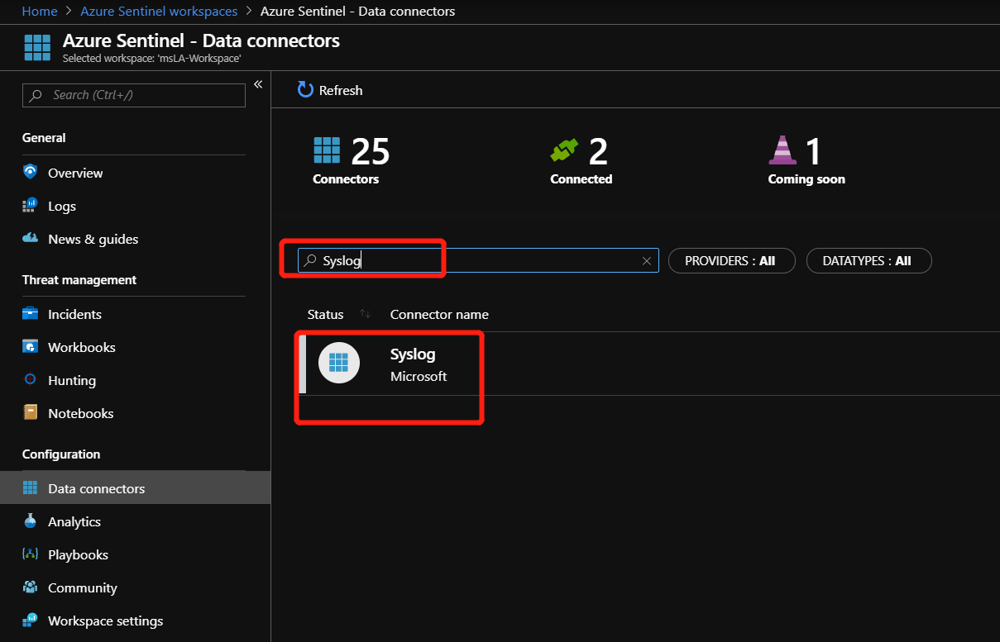 Home > Azure Sentinel workspaces > Azure Sentinel - Data connectors
Azure Sentinel - Data connectors
Selected workspace: 'msLA-Workspace'
Search (Ctrl+/)
«
General
Overview
Logs
News & guides
Threat management
Incidents
Workbooks
Hunting
Notebooks
Configuration
Data connectors
Analytics
Playbooks
Community
Workspace settings
Refresh
25
Connectors
2
Connected
1
Coming soon
Syslog
PROVIDERS : All
DATATYPES : All
Status ↑↓ Connector name
Syslog
Microsoft